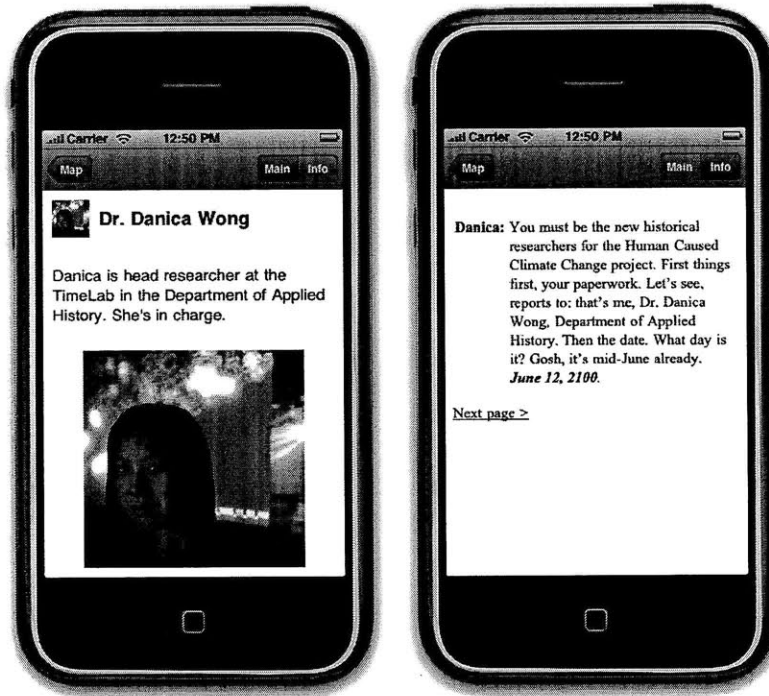 Carrier 12:50 PM
Map Main Info
Dr. Danica Wong
Danica is head researcher at the
TimeLab in the Department of Applied
History. She's in charge.
Carrier 12:50 PM
Map Main Info
Danica: You must be the new historical
researchers for the Human Caused
Climate Change project. First things
first, your paperwork. Let's see,
reports to: that's me, Dr. Danica
Wong, Department of Applied
History. Then the date. What day is
it? Gosh, it's mid-June already.
June 12, 2100.
Next page >